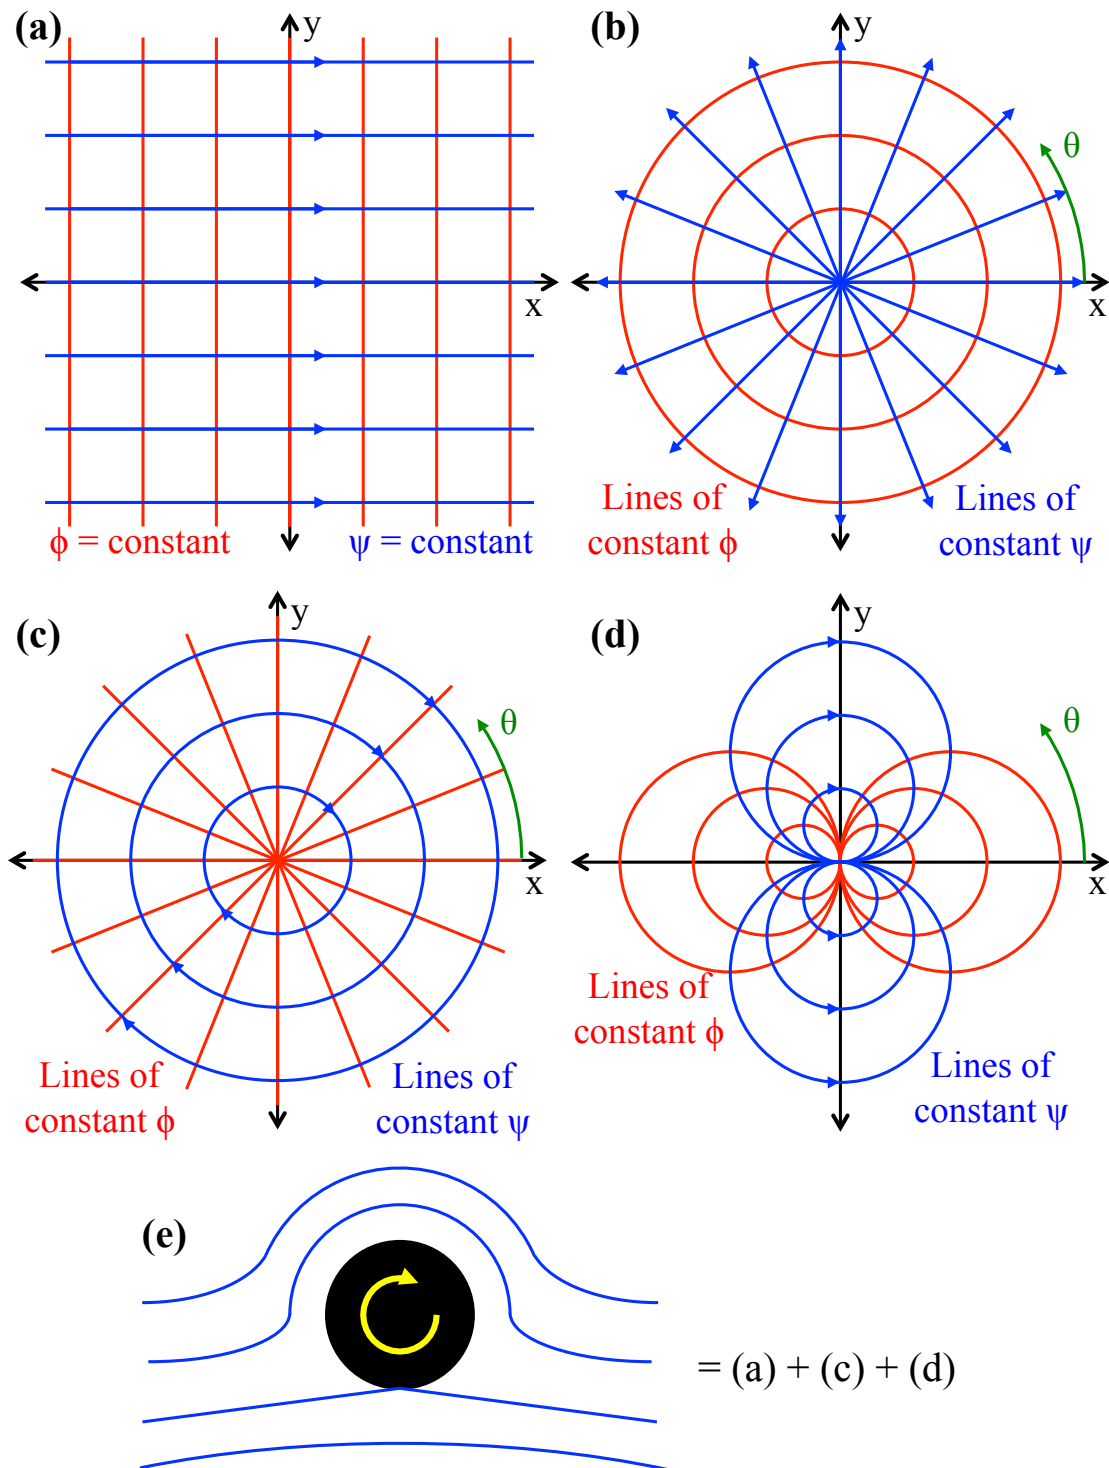 (a)
y
x
ϕ = constant
ψ = constant
(b)
y
θ
x
Lines of
constant ϕ
Lines of
constant ψ
(c)
y
θ
x
Lines of
constant ϕ
Lines of
constant ψ
(d)
y
θ
x
Lines of
constant ϕ
Lines of
constant ψ
(e)
= (a) + (c) + (d)